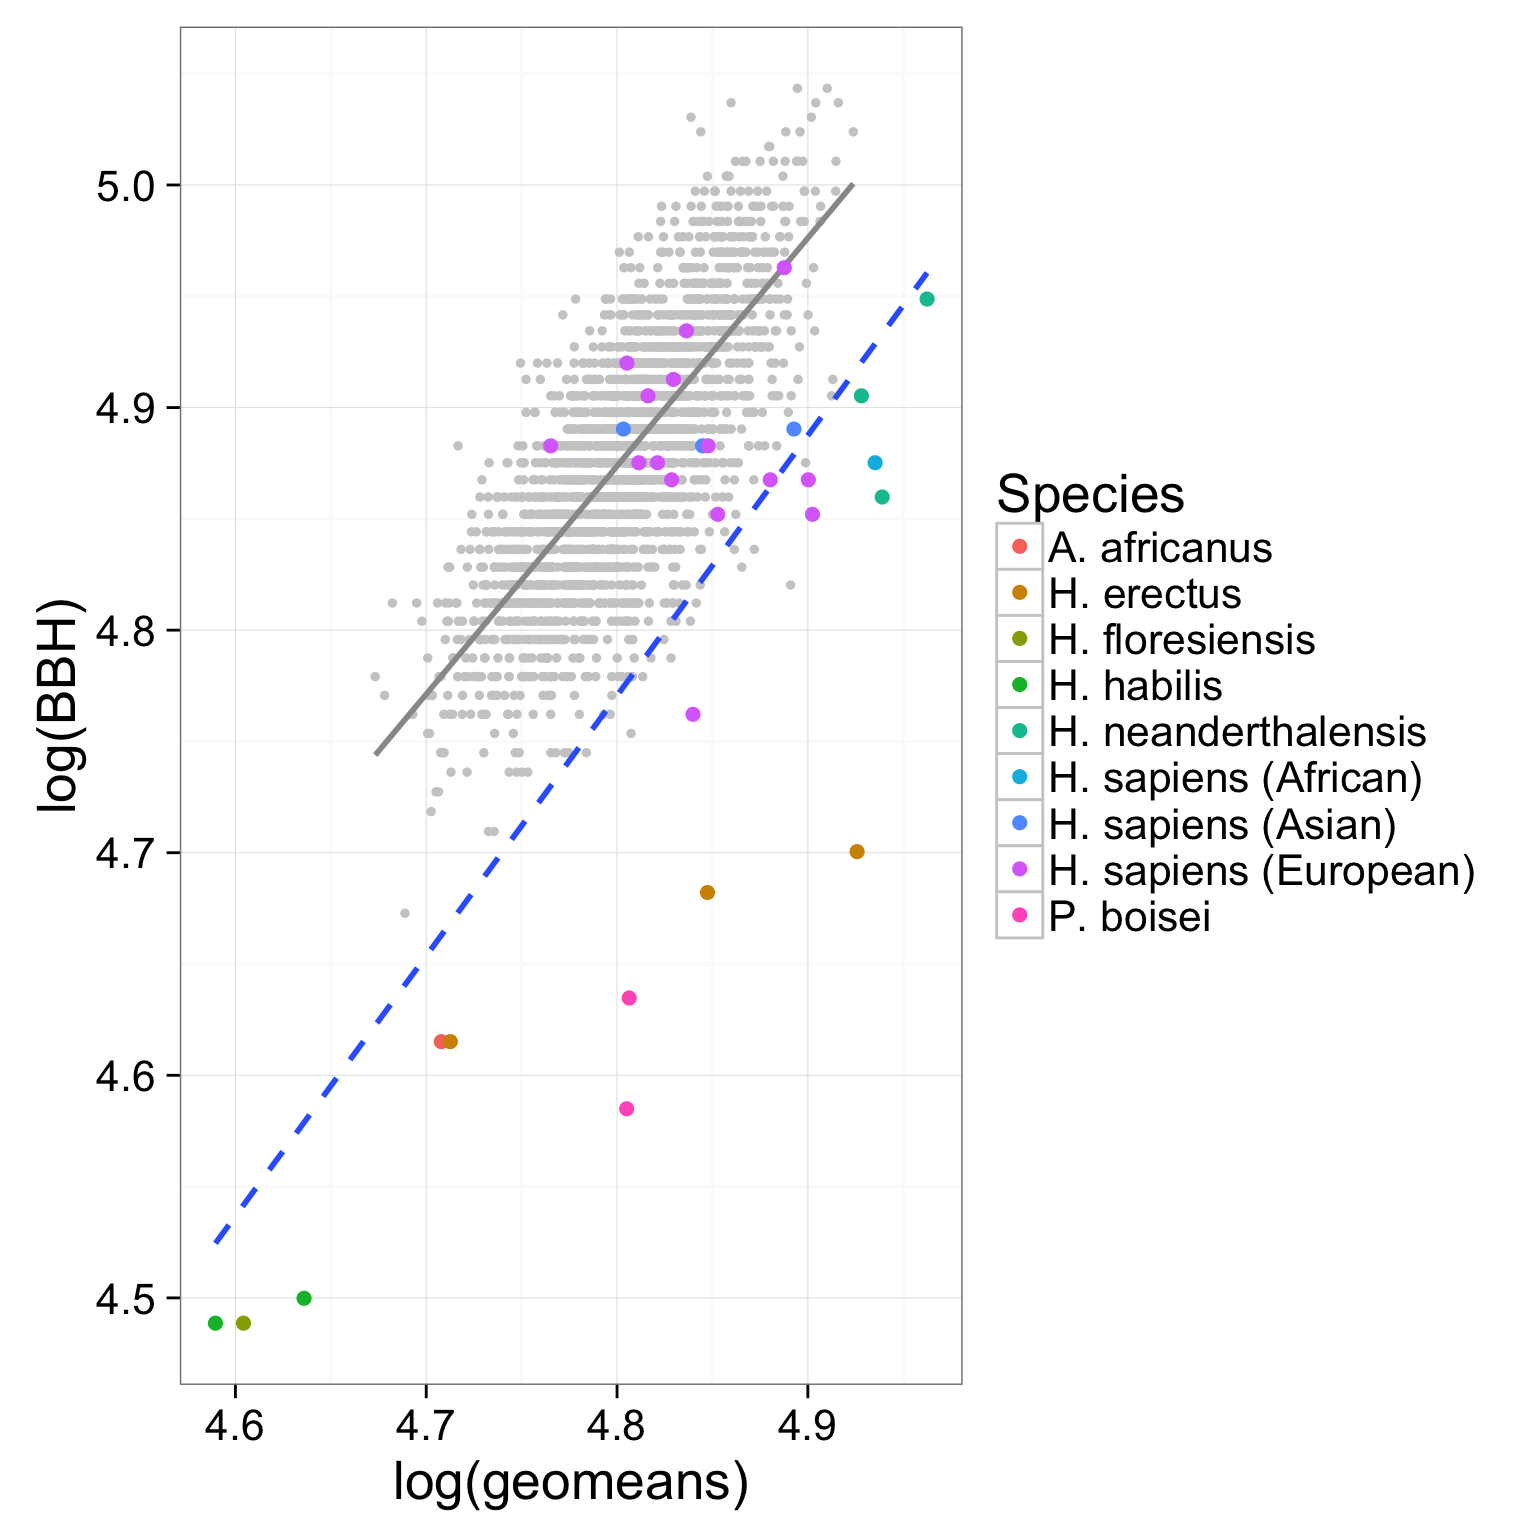 5.0
4.9
4.8
4.7
4.6
4.5
log(BBH)
4.6
4.7
4.8
4.9
log(geomeans)
Species
A. africanus
H. erectus
H. floresiensis
H. habilis
H. neanderthalensis
H. sapiens (African)
H. sapiens (Asian)
H. sapiens (European)
P. boisei